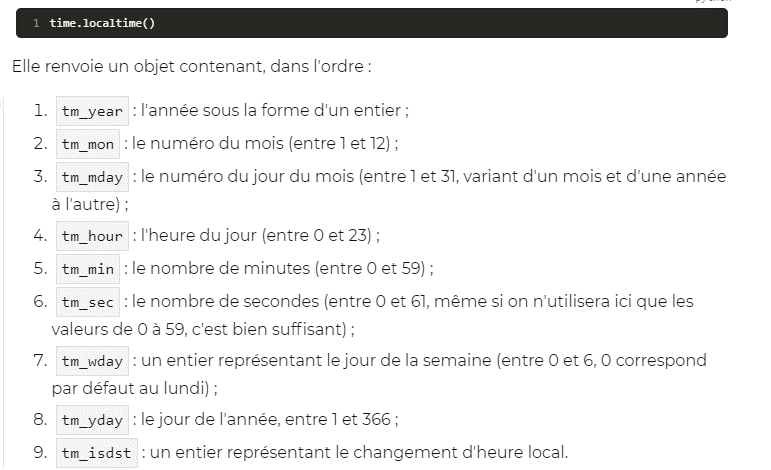 1 time.localtime()
Elle renvoie un objet contenant, dans l'ordre :
1. tm_year : l'année sous la forme d'un entier ;
2. tm_mon : le numéro du mois (entre 1 et 12) ;
3. tm_mday : le numéro du jour du mois (entre 1 et 31, variant d'un mois et d'une année
à l'autre) ;
4. tm_hour : l'heure du jour (entre 0 et 23) ;
5. tm_min : le nombre de minutes (entre 0 et 59) ;
6. tm_sec : le nombre de secondes (entre 0 et 61, même si on n'utilisera ici que les
valeurs de 0 à 59, c'est bien suffisant) ;
7. tm_wday : un entier représentant le jour de la semaine (entre 0 et 6, 0 correspond
par défaut au lundi) ;
8. tm_yday : le jour de l'année, entre 1 et 366 ;
9. tm_isdst : un entier représentant le changement d'heure local.